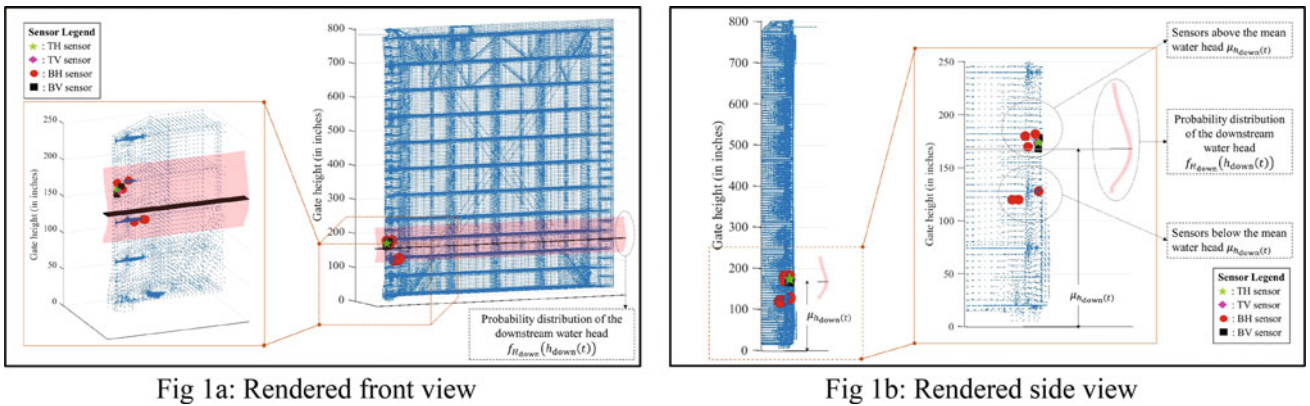 Sensor Legend
: TH sensor
: TV sensor
: BH sensor
: BV sensor
250
200
150
100
50
0
Gate height (in inches)
800
700
600
500
400
300
200
100
0
Gate height (in inches)
Probability distribution of the
downstream water head
f_{H_down}(h_down(t))
Fig 1a: Rendered front view
800
700
600
500
400
300
200
100
0
Gate height (in inches)
μ_{h_down(t)}
250
200
150
100
50
0
Gate height (in inches)
μ_{h_down(t)}
Sensors above the mean
water head μ_{h_down(t)}
Probability distribution
of the downstream
water head
f_{H_down}(h_down(t))
Sensors below the mean
water head μ_{h_down(t)}
Sensor Legend
: TH sensor
: TV sensor
: BH sensor
: BV sensor
Fig 1b: Rendered side view